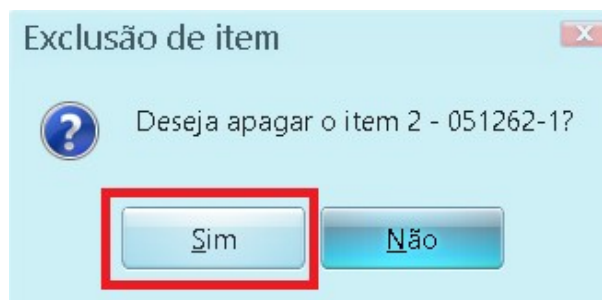 Exclusão de item
Deseja apagar o item 2 - 051262-1?
Sim
Não